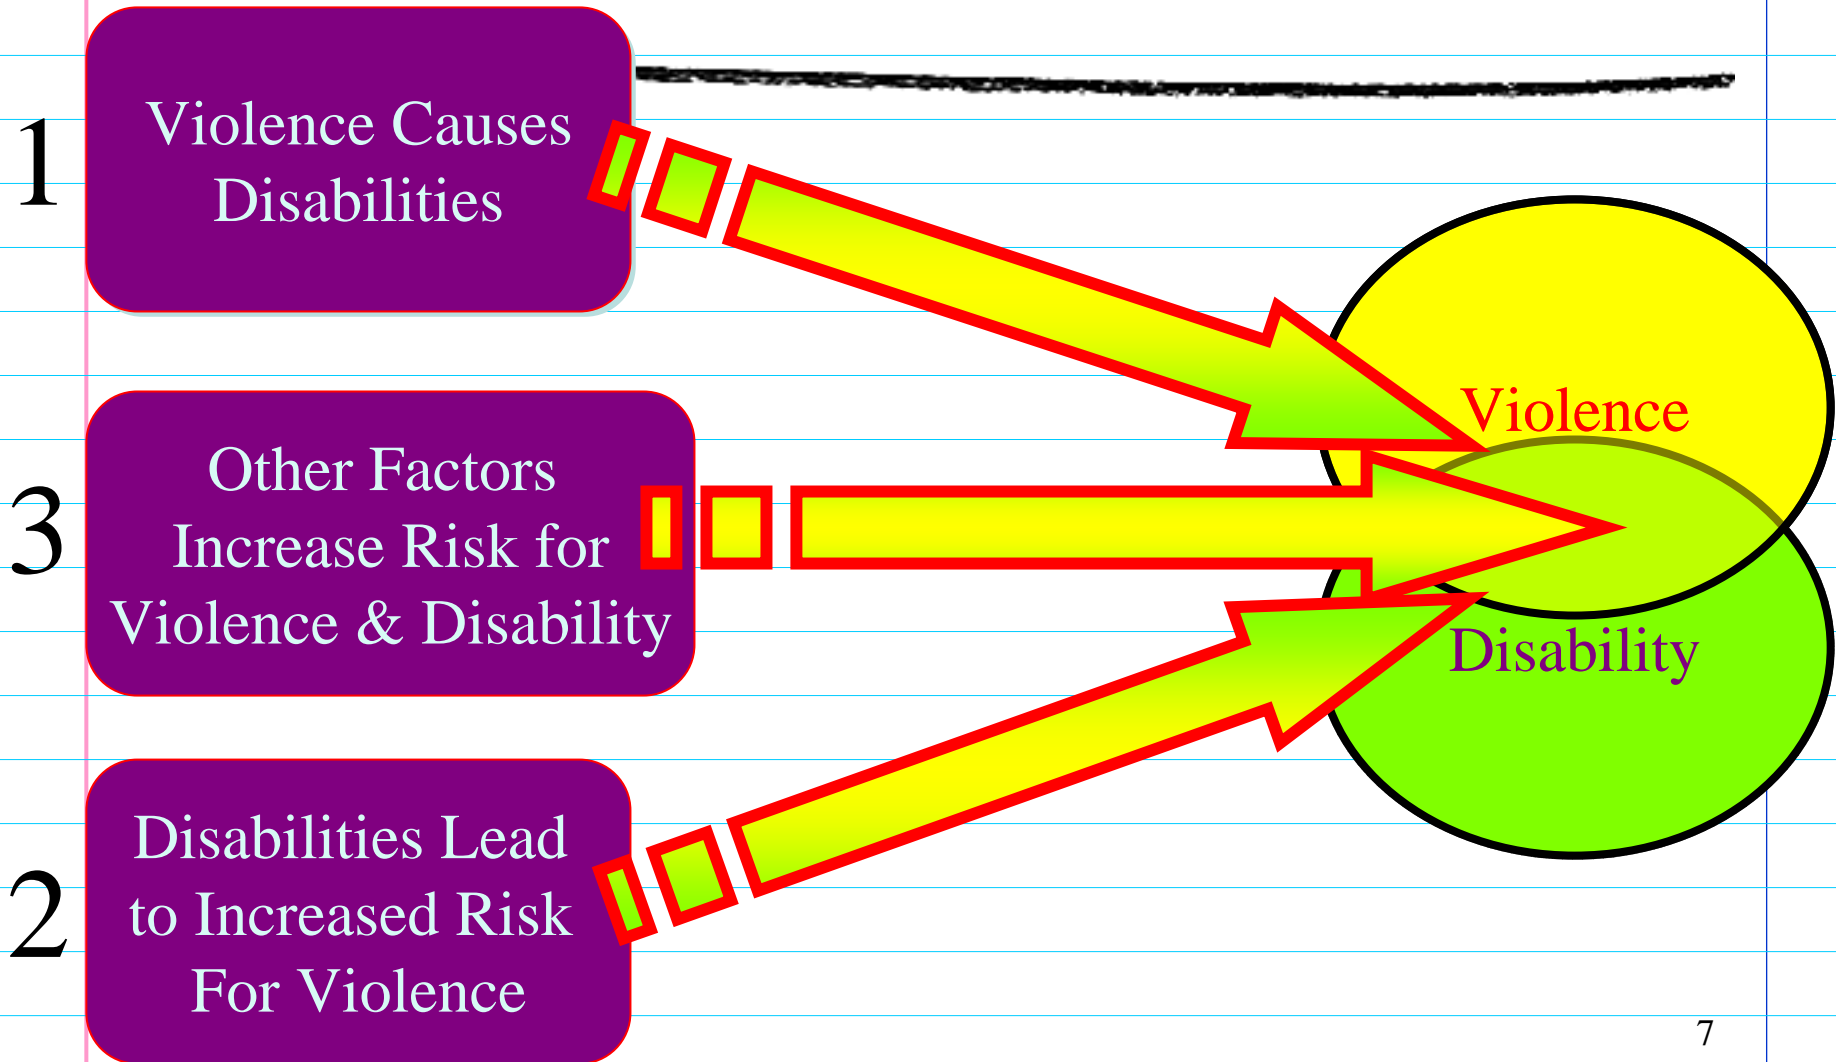 1
Violence Causes
Disabilities
3
Other Factors
Increase Risk for
Violence & Disability
2
Disabilities Lead
to Increased Risk
For Violence
Violence
Disability
7